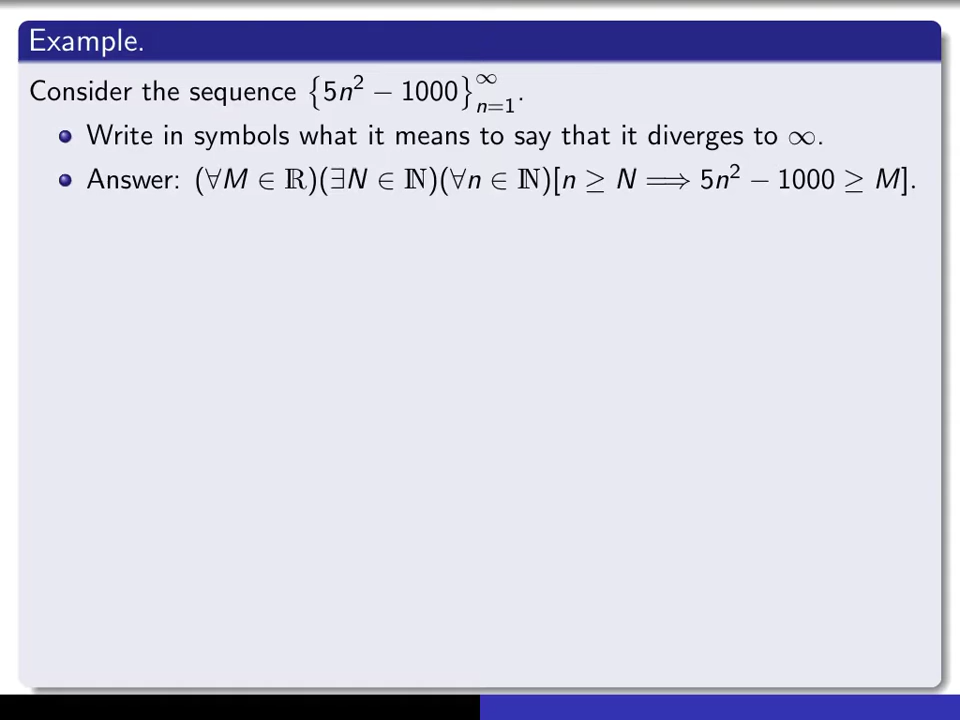 Example.
Consider the sequence {5n² − 1000}∞n=1.
Write in symbols what it means to say that it diverges to ∞.
Answer: (∀M ∈ ℝ)(∃N ∈ ℕ)(∀n ∈ ℕ)[n ≥ N ⟹ 5n² − 1000 ≥ M].